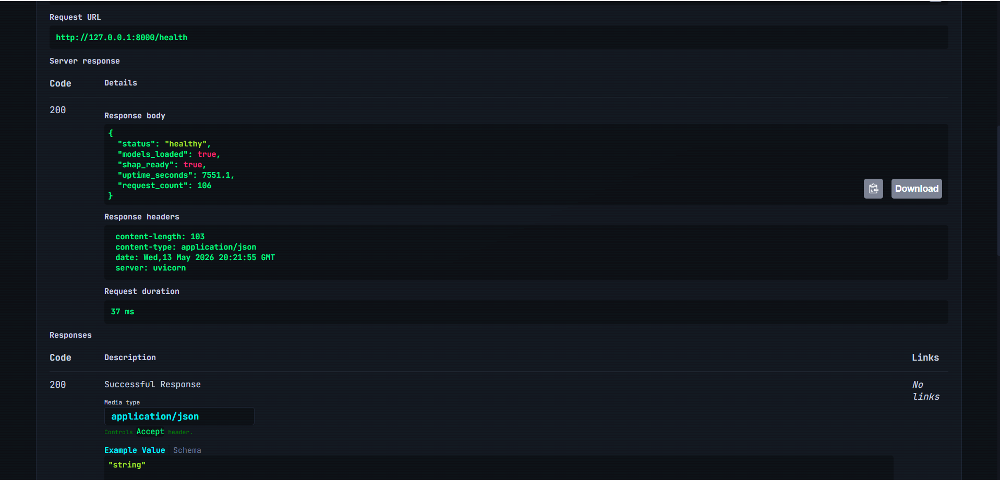 Request URL
http://127.0.0.1:8000/health
Server response
Code Details
200
Response body
{
"status": "healthy",
"models_loaded": true,
"shap_ready": true,
"uptime_seconds": 7551.1,
"request_count": 106
}
Download
Response headers
content-length: 103
content-type: application/json
date: Wed,13 May 2026 20:21:55 GMT
server: uvicorn
Request duration
37 ms
Responses
Code Description Links
200 Successful Response No links
Media type
application/json
Controls Accept header.
Example Value Schema
"string"